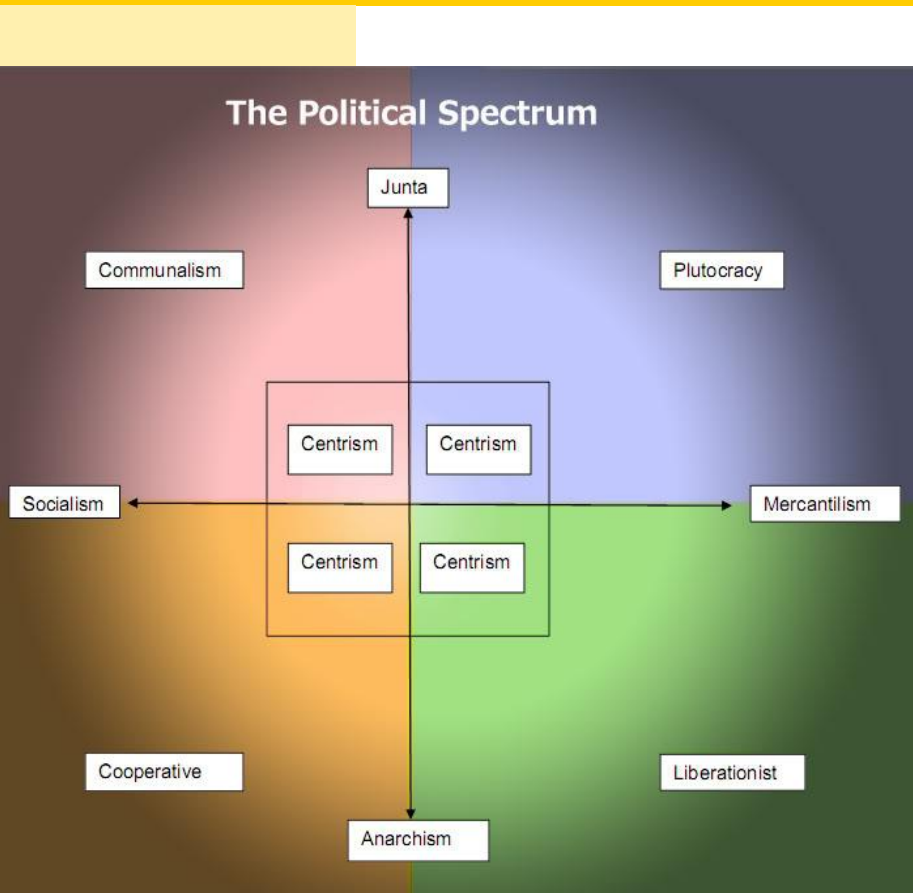 The Political Spectrum
Junta
Communalism
Plutocracy
Centrism
Centrism
Socialism
Mercantilism
Centrism
Centrism
Cooperative
Liberationist
Anarchism